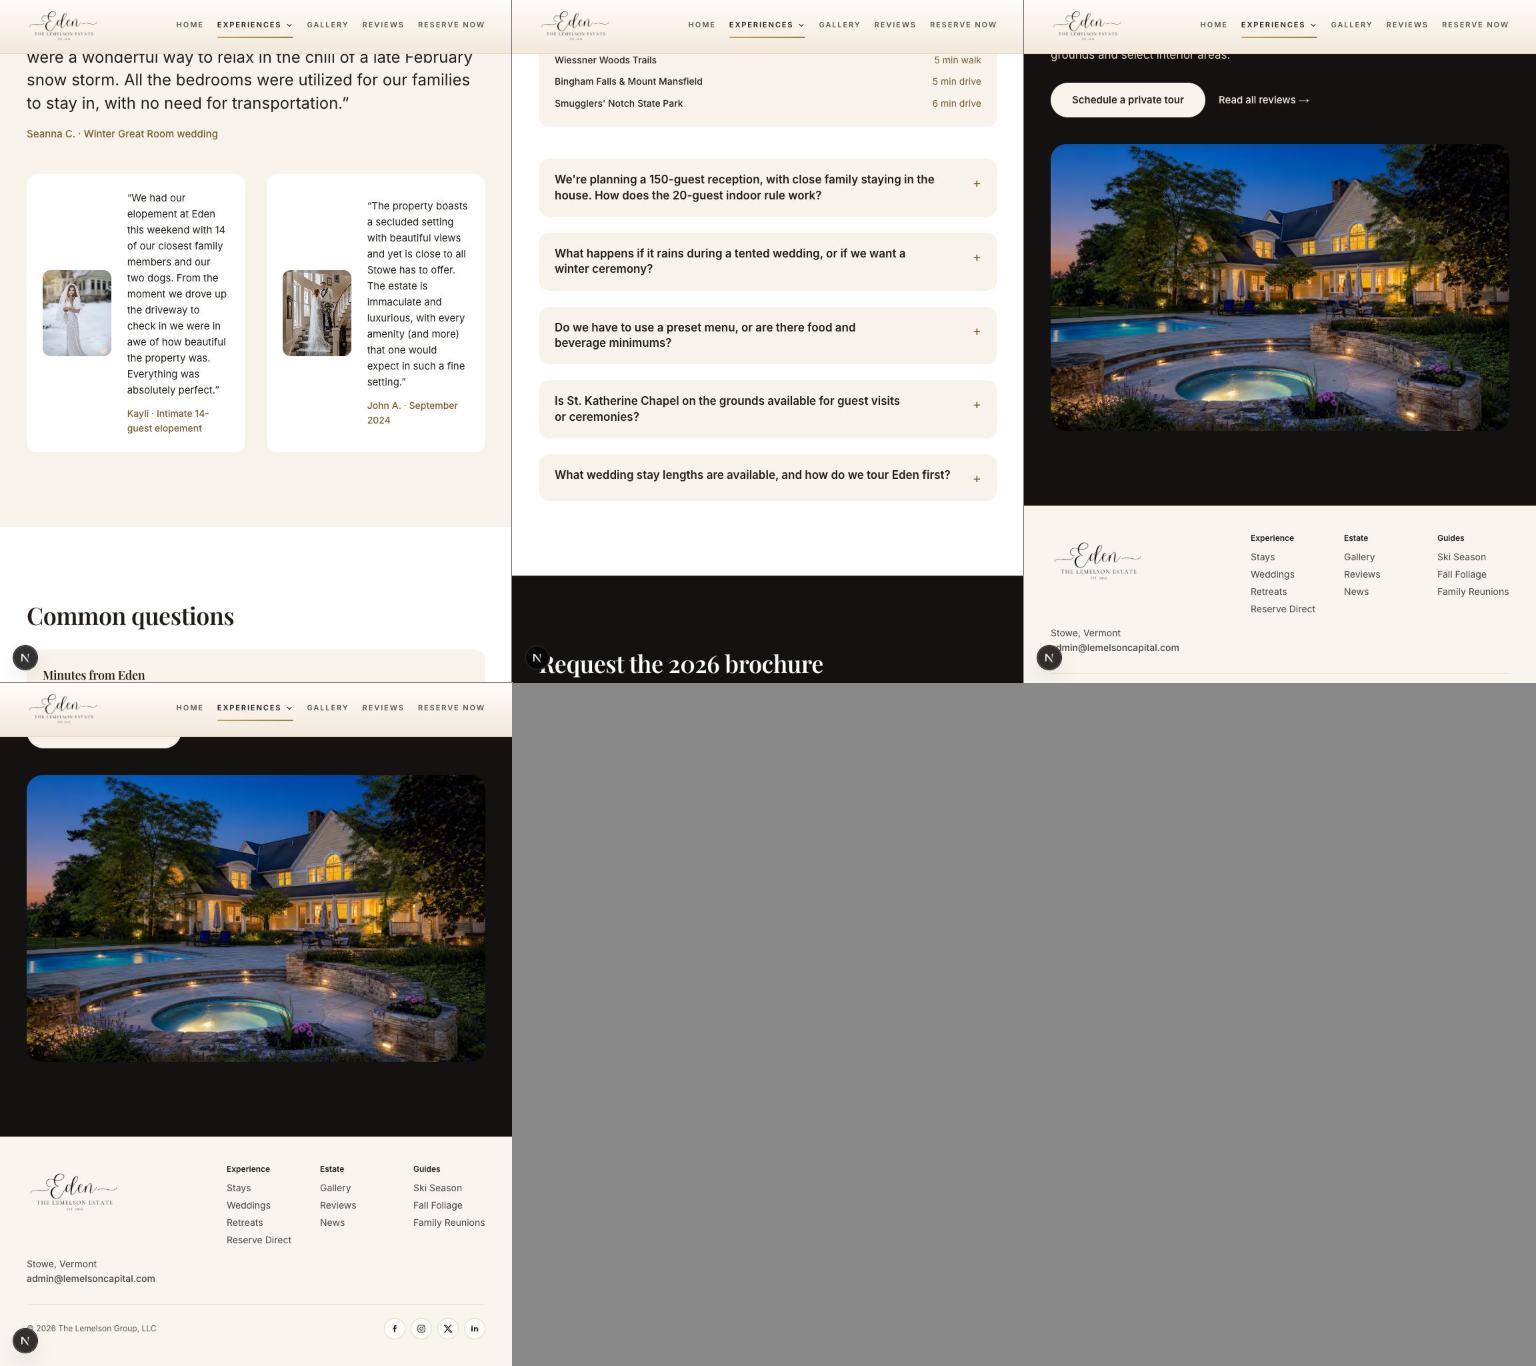 Eden
THE LEMELSON ESTATE
HOME
EXPERIENCES
GALLERY
REVIEWS
RESERVE NOW
were a wonderful way to relax in the chill of a late February
snow storm. All the bedrooms were utilized for our families
to stay in, with no need for transportation.”
Seanna C. · Winter Great Room wedding
“We had our
elopement at Eden
this weekend with 14
of our closest family
members and our
two dogs. From the
moment we drove up
the driveway to
check in we were in
awe of how beautiful
the property was.
Everything was
absolutely perfect.”
Kayli · Intimate 14-
guest elopement
“The property boasts
a secluded setting
with beautiful views
and yet is close to all
Stowe has to offer.
The estate is
immaculate and
luxurious, with every
amenity (and more)
that one would
expect in such a fine
setting.”
John A. · September
2024
Common questions
N
Minutes from Eden
Eden
THE LEMELSON ESTATE
HOME
EXPERIENCES
GALLERY
REVIEWS
RESERVE NOW
Wiessner Woods Trails
5 min walk
Bingham Falls & Mount Mansfield
5 min drive
Smugglers' Notch State Park
6 min drive
We're planning a 150-guest reception, with close family staying in the
house. How does the 20-guest indoor rule work?
+
What happens if it rains during a tented wedding, or if we want a
winter ceremony?
+
Do we have to use a preset menu, or are there food and
beverage minimums?
+
Is St. Katherine Chapel on the grounds available for guest visits
or ceremonies?
+
What wedding stay lengths are available, and how do we tour Eden first?
+
N
Request the 2026 brochure
Eden
THE LEMELSON ESTATE
HOME
EXPERIENCES
GALLERY
REVIEWS
RESERVE NOW
grounds and select interior areas.
Schedule a private tour
Read all reviews →
Eden
THE LEMELSON ESTATE
Experience
Stays
Weddings
Retreats
Reserve Direct
Estate
Gallery
Reviews
News
Guides
Ski Season
Fall Foliage
Family Reunions
Stowe, Vermont
admin@lemelsoncapital.com
N
Eden
THE LEMELSON ESTATE
HOME
EXPERIENCES
GALLERY
REVIEWS
RESERVE NOW
Eden
THE LEMELSON ESTATE
Experience
Stays
Weddings
Retreats
Reserve Direct
Estate
Gallery
Reviews
News
Guides
Ski Season
Fall Foliage
Family Reunions
Stowe, Vermont
admin@lemelsoncapital.com
© 2026 The Lemelson Group, LLC
N